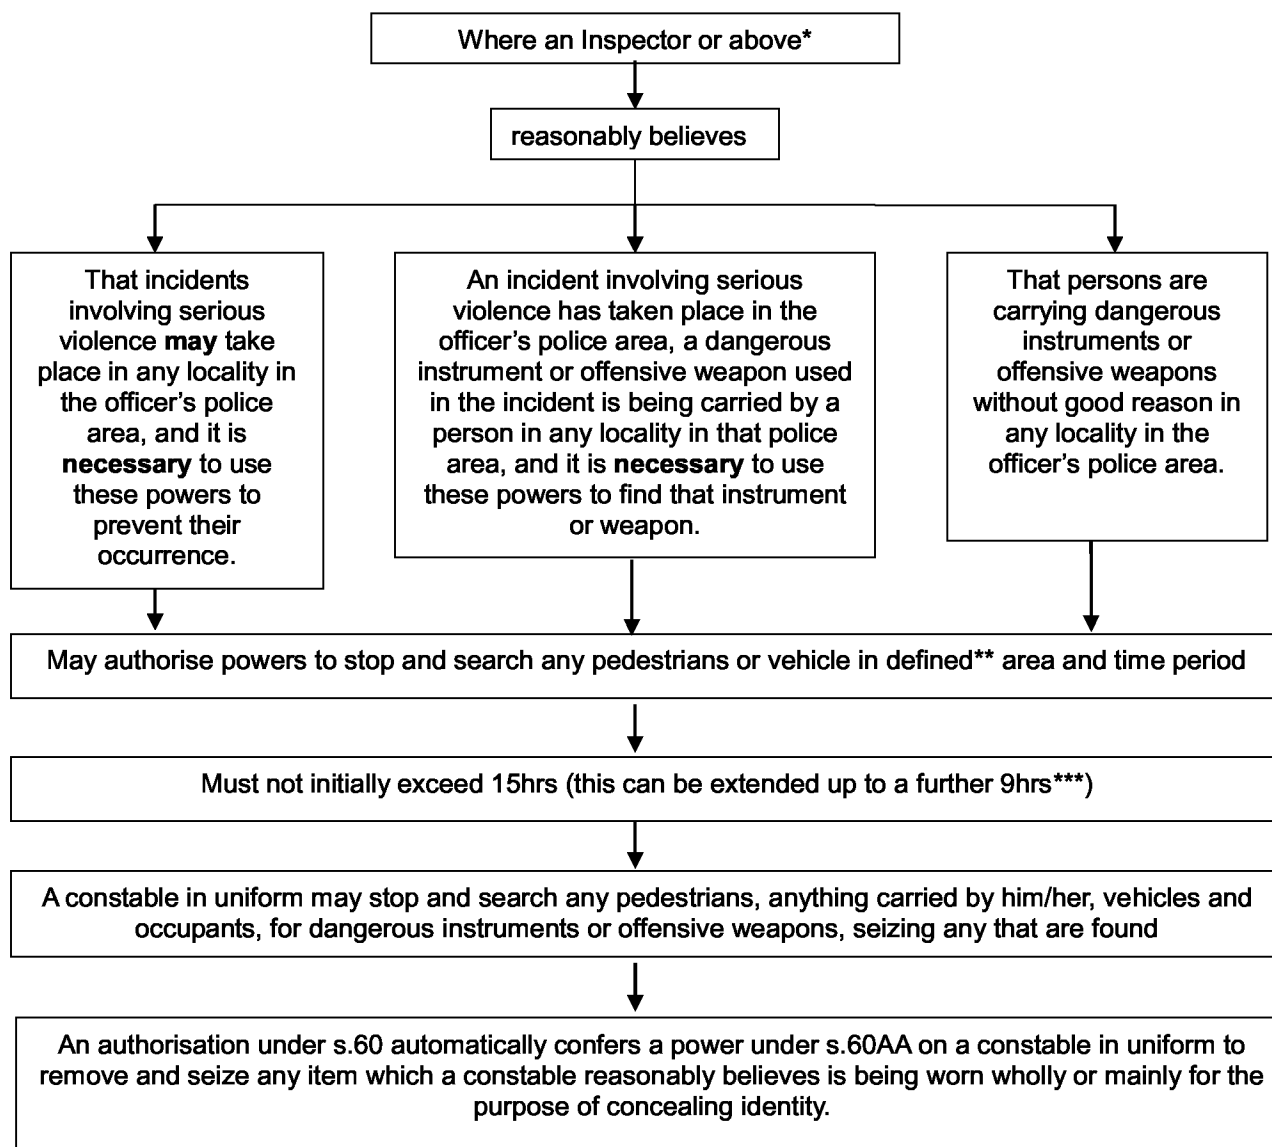 Where an Inspector or above*
reasonably believes
That incidents
involving serious
violence may take
place in any locality in
the officer's police
area, and it is
necessary to use
these powers to
prevent their
occurrence.
An incident involving serious
violence has taken place in the
officer's police area, a dangerous
instrument or offensive weapon used
in the incident is being carried by a
person in any locality in that police
area, and it is necessary to use
these powers to find that instrument
or weapon.
That persons are
carrying dangerous
instruments or
offensive weapons
without good reason in
any locality in the
officer's police area.
May authorise powers to stop and search any pedestrians or vehicle in defined** area and time period
Must not initially exceed 15hrs (this can be extended up to a further 9hrs***)
A constable in uniform may stop and search any pedestrians, anything carried by him/her, vehicles and
occupants, for dangerous instruments or offensive weapons, seizing any that are found
An authorisation under s.60 automatically confers a power under s.60AA on a constable in uniform to
remove and seize any item which a constable reasonably believes is being worn wholly or mainly for the
purpose of concealing identity.